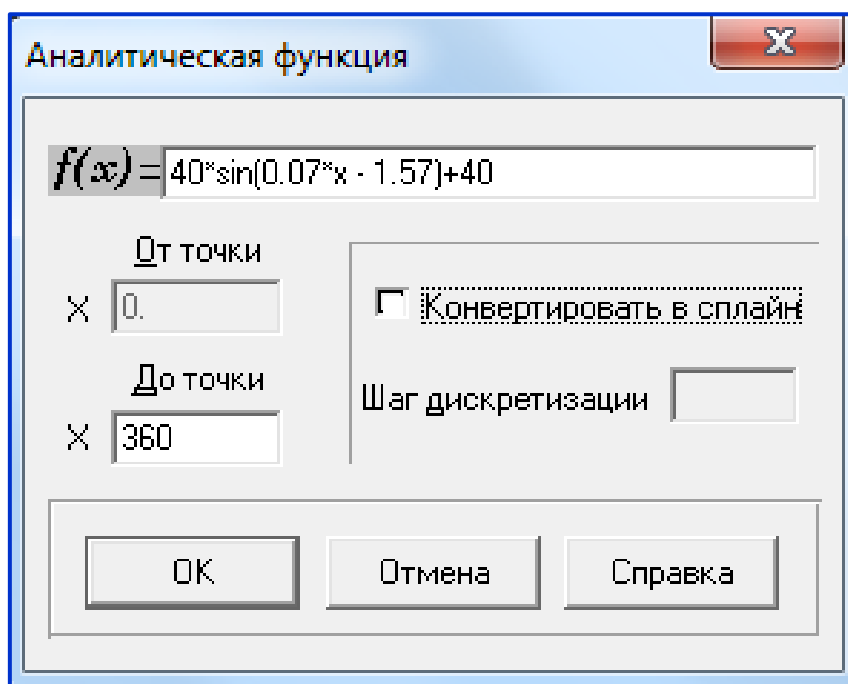 Аналитическая функция
f(x) = 40*sin(0.07*x - 1.57)+40
От точки
X 0.
Конвертировать в сплайн
До точки
X 360
Шаг дискретизации
OK Отмена Справка